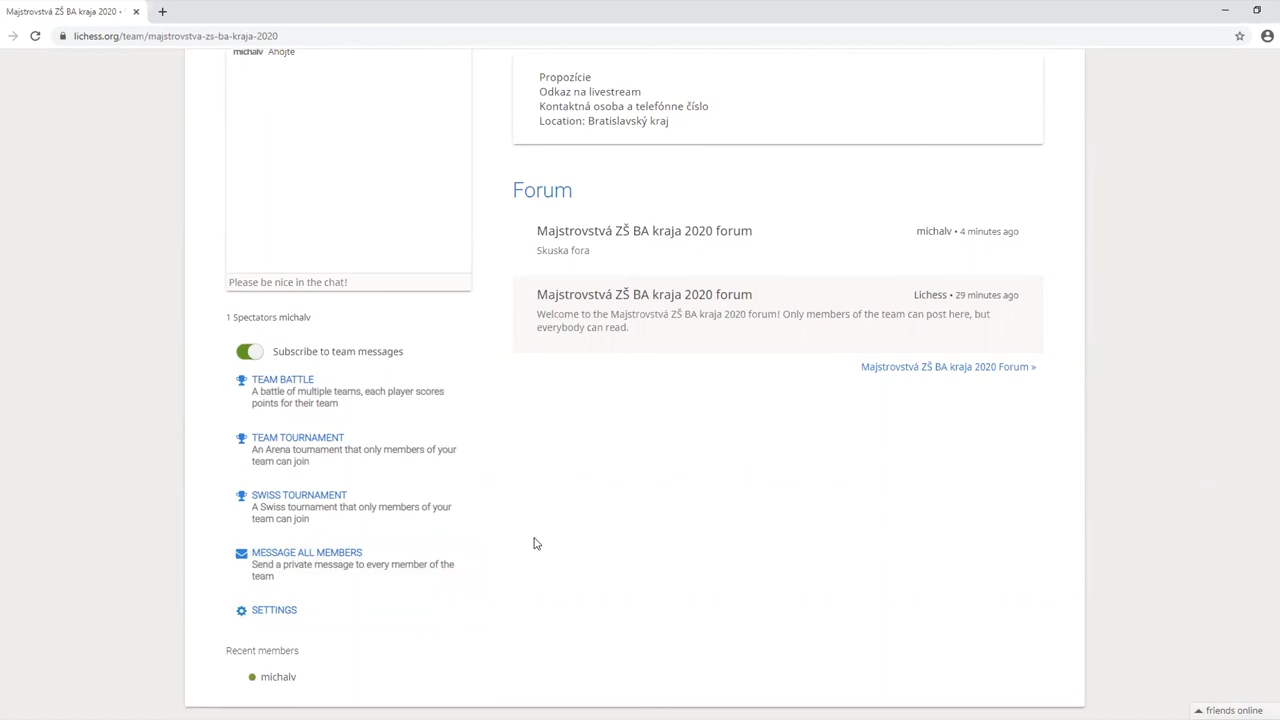 Majstrovstvá ZŠ BA kraja 2020 •
lichess.org/team/majstrovstva-zs-ba-kraja-2020
michalv Ahojte
Please be nice in the chat!
1 Spectators michalv
Subscribe to team messages
TEAM BATTLE
A battle of multiple teams, each player scores
points for their team
TEAM TOURNAMENT
An Arena tournament that only members of your
team can join
SWISS TOURNAMENT
A Swiss tournament that only members of your
team can join
MESSAGE ALL MEMBERS
Send a private message to every member of the
team
SETTINGS
Recent members
michalv
Propozície
Odkaz na livestream
Kontaktná osoba a telefónne číslo
Location: Bratislavský kraj
Forum
Majstrovstvá ZŠ BA kraja 2020 forum
michalv • 4 minutes ago
Skuska fora
Majstrovstvá ZŠ BA kraja 2020 forum
Lichess • 29 minutes ago
Welcome to the Majstrovstvá ZŠ BA kraja 2020 forum! Only members of the team can post here, but
everybody can read.
Majstrovstvá ZŠ BA kraja 2020 Forum »
friends online